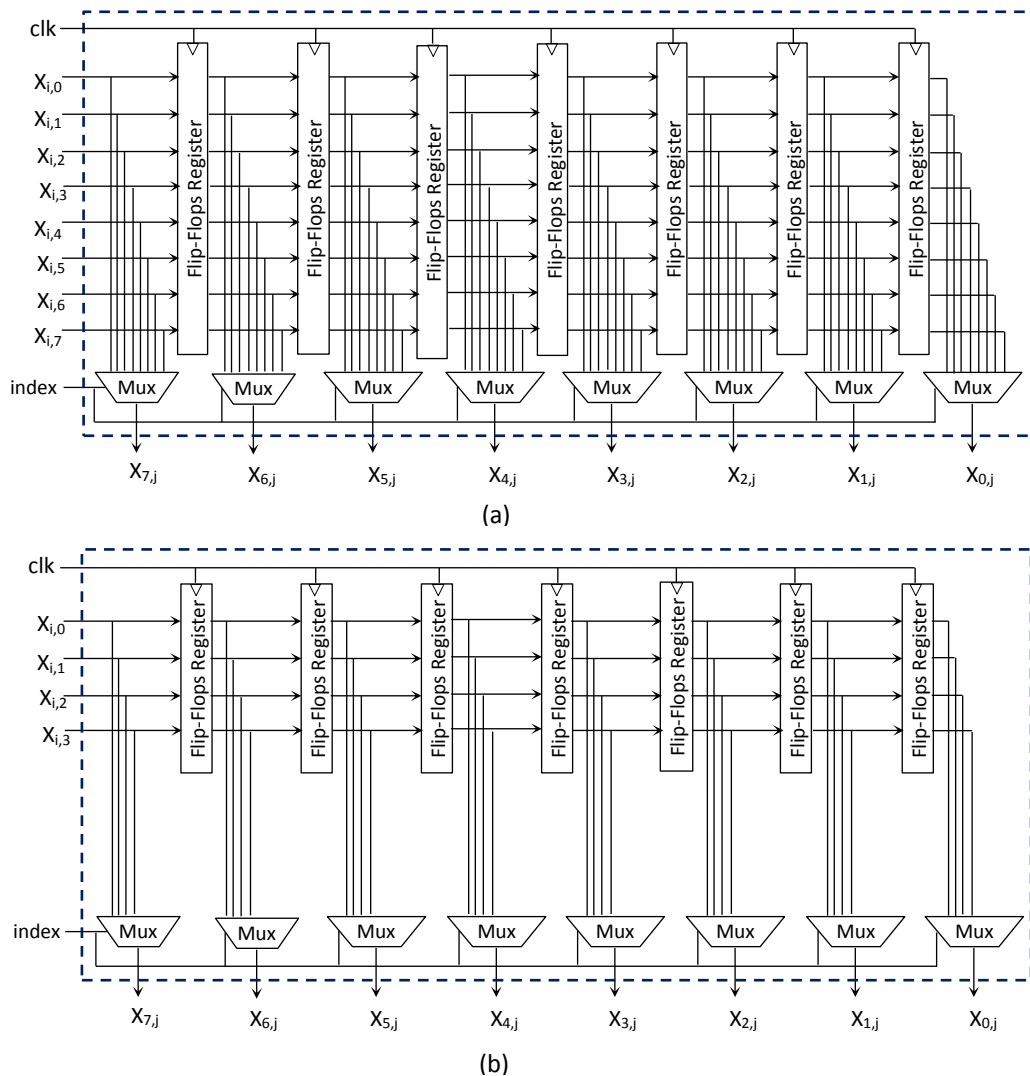 clk
X_{i,0}
X_{i,1}
X_{i,2}
X_{i,3}
X_{i,4}
X_{i,5}
X_{i,6}
X_{i,7}
Flip-Flops Register
Flip-Flops Register
Flip-Flops Register
Flip-Flops Register
Flip-Flops Register
Flip-Flops Register
Flip-Flops Register
index
Mux Mux Mux Mux Mux Mux Mux Mux
X_{7,j} X_{6,j} X_{5,j} X_{4,j} X_{3,j} X_{2,j} X_{1,j} X_{0,j}
(a)
clk
X_{i,0}
X_{i,1}
X_{i,2}
X_{i,3}
Flip-Flops Register
Flip-Flops Register
Flip-Flops Register
Flip-Flops Register
Flip-Flops Register
Flip-Flops Register
Flip-Flops Register
index
Mux Mux Mux Mux Mux Mux Mux Mux
X_{7,j} X_{6,j} X_{5,j} X_{4,j} X_{3,j} X_{2,j} X_{1,j} X_{0,j}
(b)